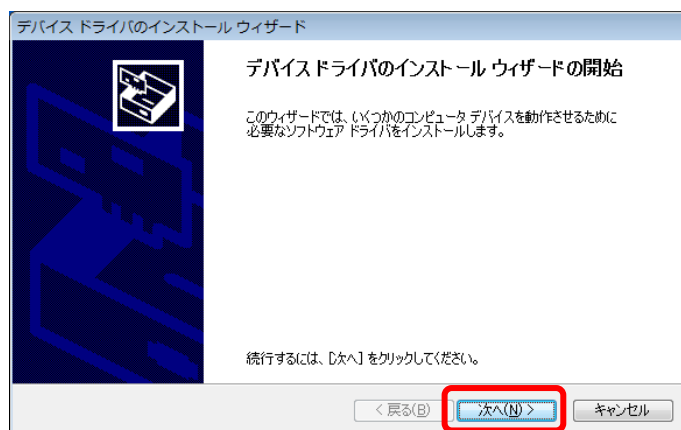 デバイス ドライバのインストール ウィザード
デバイス ドライバのインストール ウィザードの開始
このウィザードでは、いくつかのコンピュータ デバイスを動作させるために
必要なソフトウェア ドライバをインストールします。
続行するには、[次へ] をクリックしてください。
< 戻る(B) 次へ(N) > キャンセル